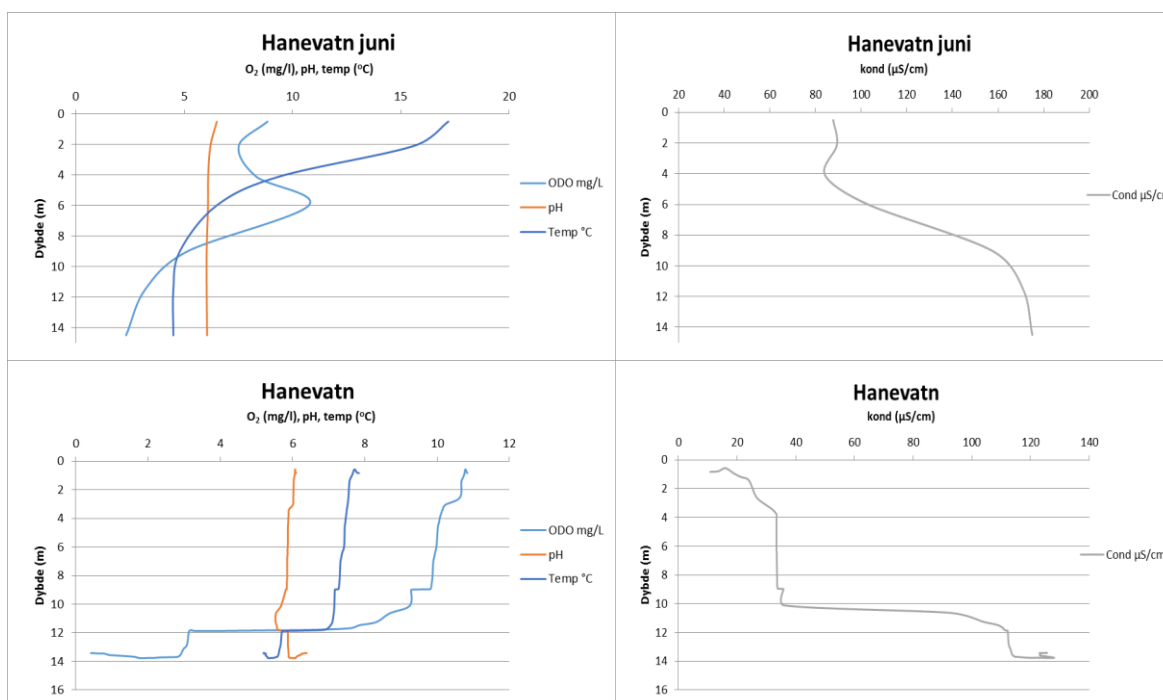 Hanevatn juni
O₂ (mg/l), pH, temp (°C)
0 5 10 15 20
0
2
4
6
8
10
12
14
Dybde (m)
ODO mg/L
pH
Temp °C
Hanevatn juni
kond (µS/cm)
20 40 60 80 100 120 140 160 180 200
0
2
4
6
8
10
12
14
Dybde (m)
Cond µS/cm
Hanevatn
O₂ (mg/l), pH, temp (°C)
0 2 4 6 8 10 12
0
2
4
6
8
10
12
14
16
Dybde (m)
ODO mg/L
pH
Temp °C
Hanevatn
kond (µS/cm)
0 20 40 60 80 100 120 140
0
2
4
6
8
10
12
14
16
Dybde (m)
Cond µS/cm